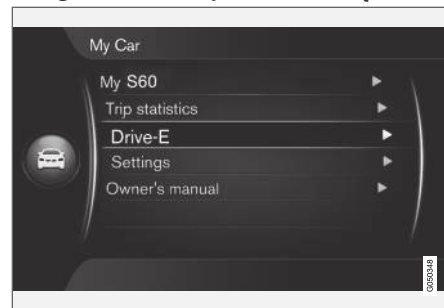 My Car
My S60
Trip statistics
Drive-E
Settings
Owner's manual
G050348